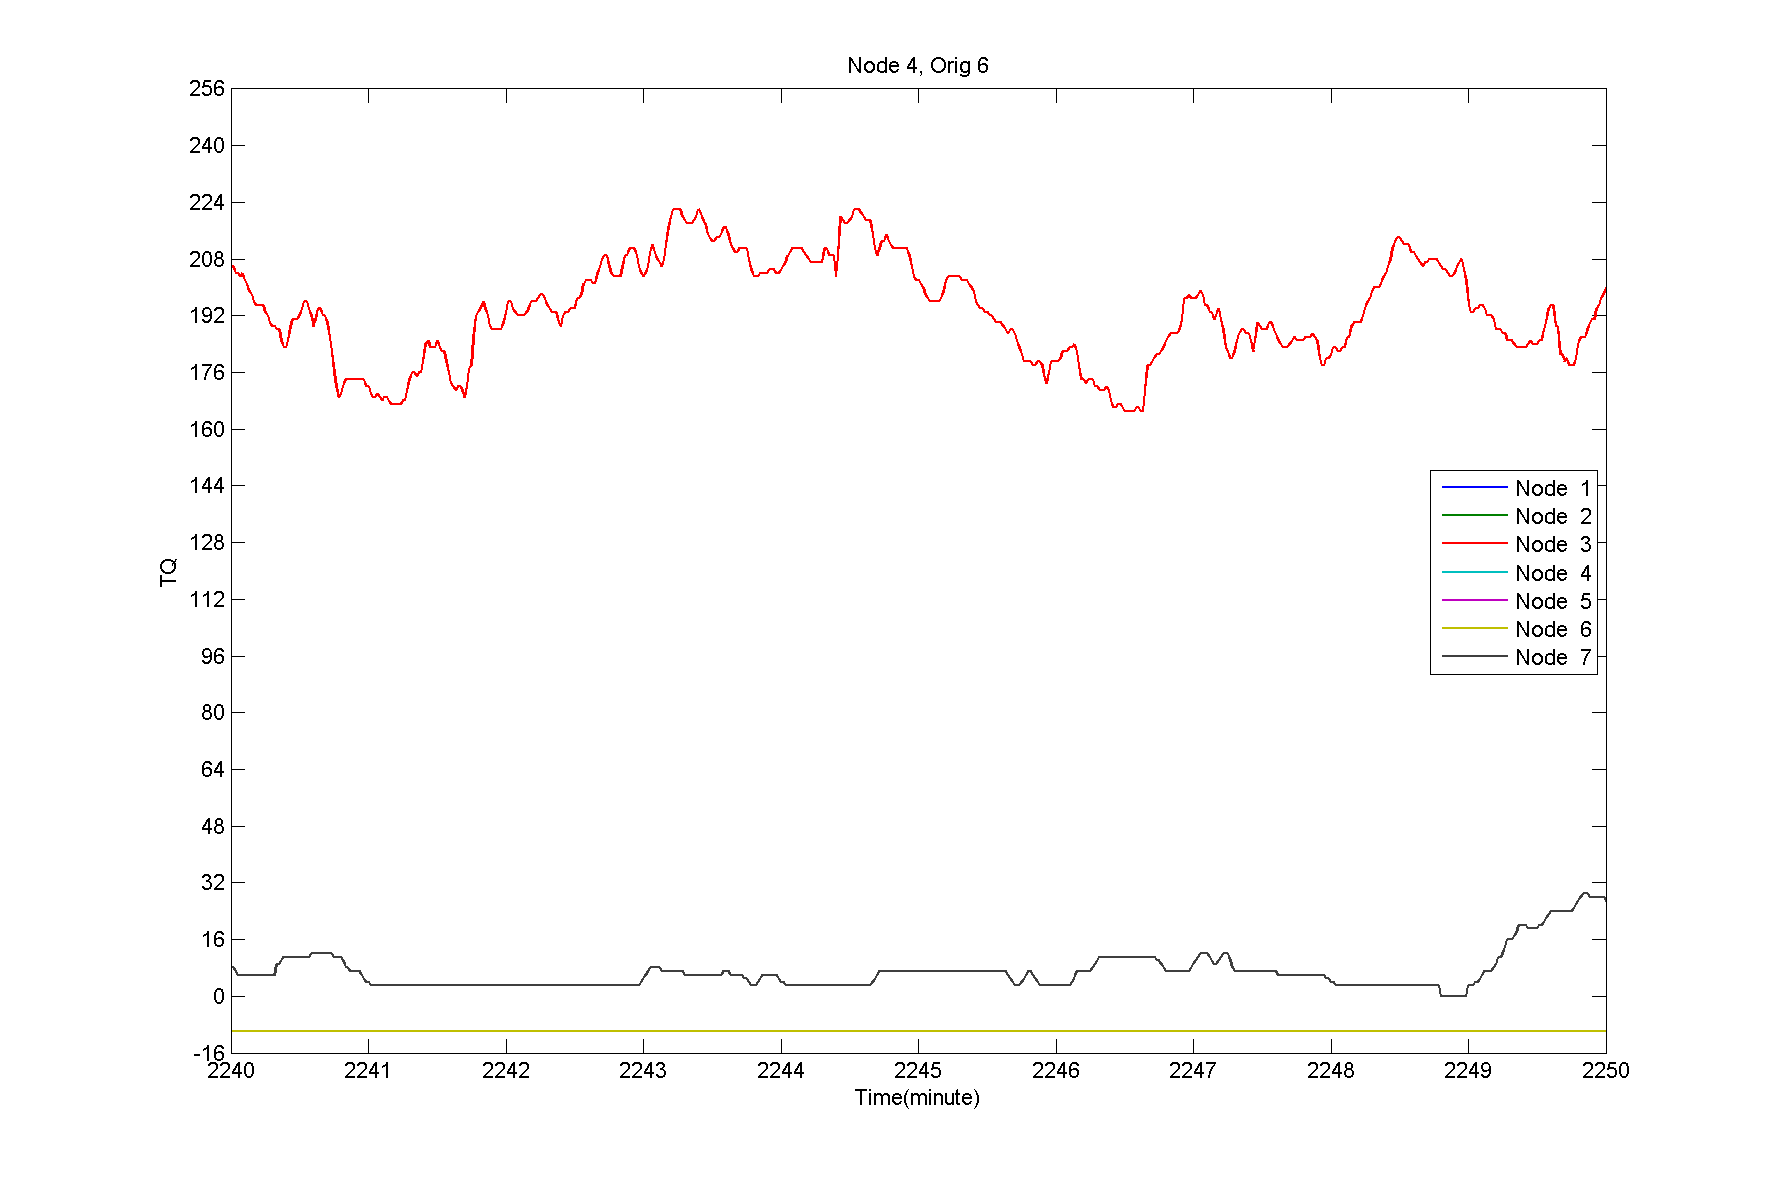 Node 4, Orig 6
256
240
224
208
192
176
160
144
128
112
96
80
64
48
32
16
0
-16
TQ
Node 1
Node 2
Node 3
Node 4
Node 5
Node 6
Node 7
2240 2241 2242 2243 2244 2245 2246 2247 2248 2249 2250
Time(minute)